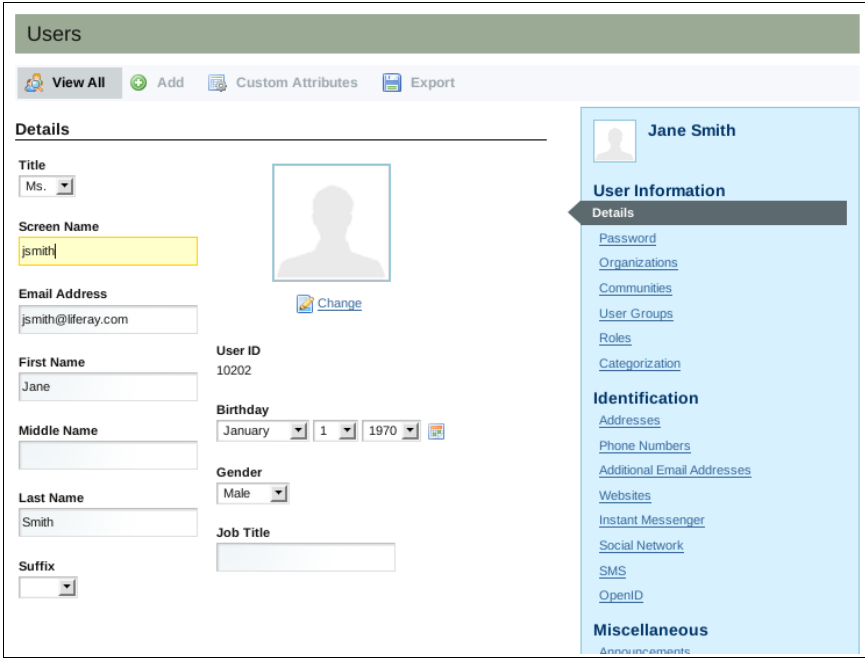 Users
View All Add Custom Attributes Export
Details
Title
Ms.
Screen Name
jsmith
Email Address
jsmith@liferay.com
First Name
Jane
Middle Name
Last Name
Smith
Suffix
Change
User ID
10202
Birthday
January 1 1970
Gender
Male
Job Title
Jane Smith
User Information
Details
Password
Organizations
Communities
User Groups
Roles
Categorization
Identification
Addresses
Phone Numbers
Additional Email Addresses
Websites
Instant Messenger
Social Network
SMS
OpenID
Miscellaneous
Announcements